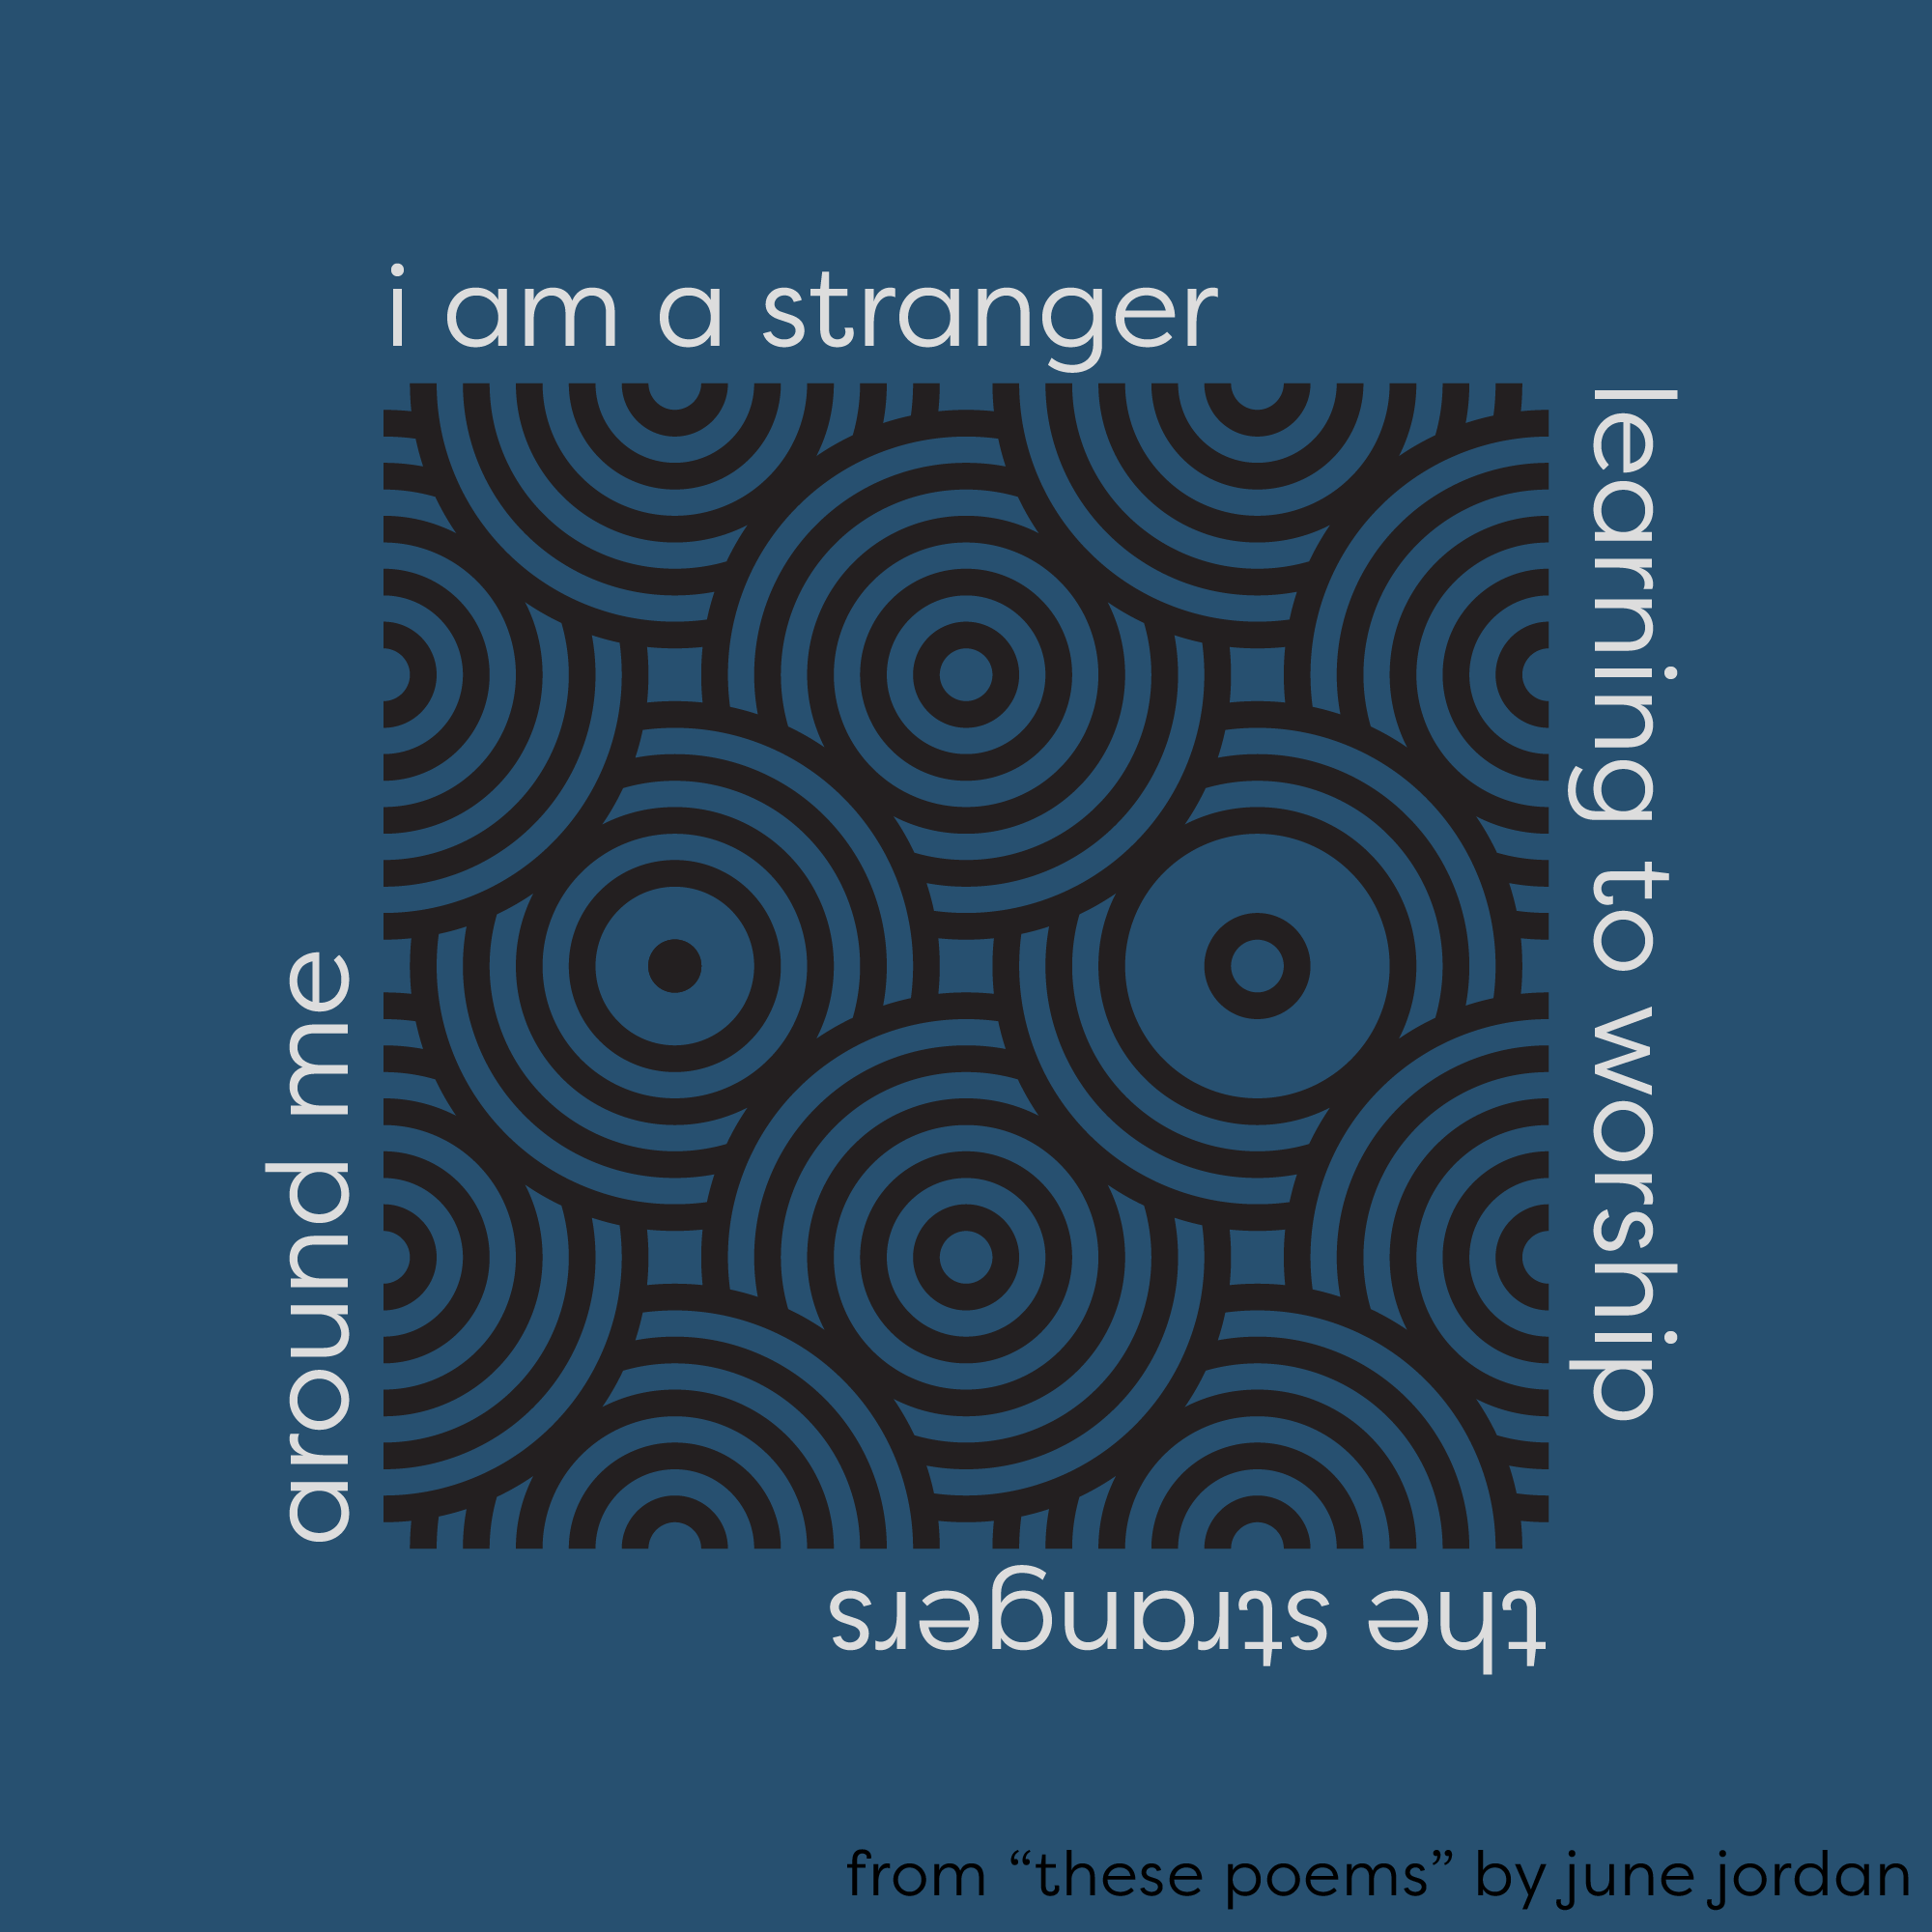 i am a stranger
learning to worship
the strangers
around me
from “these poems” by june jordan